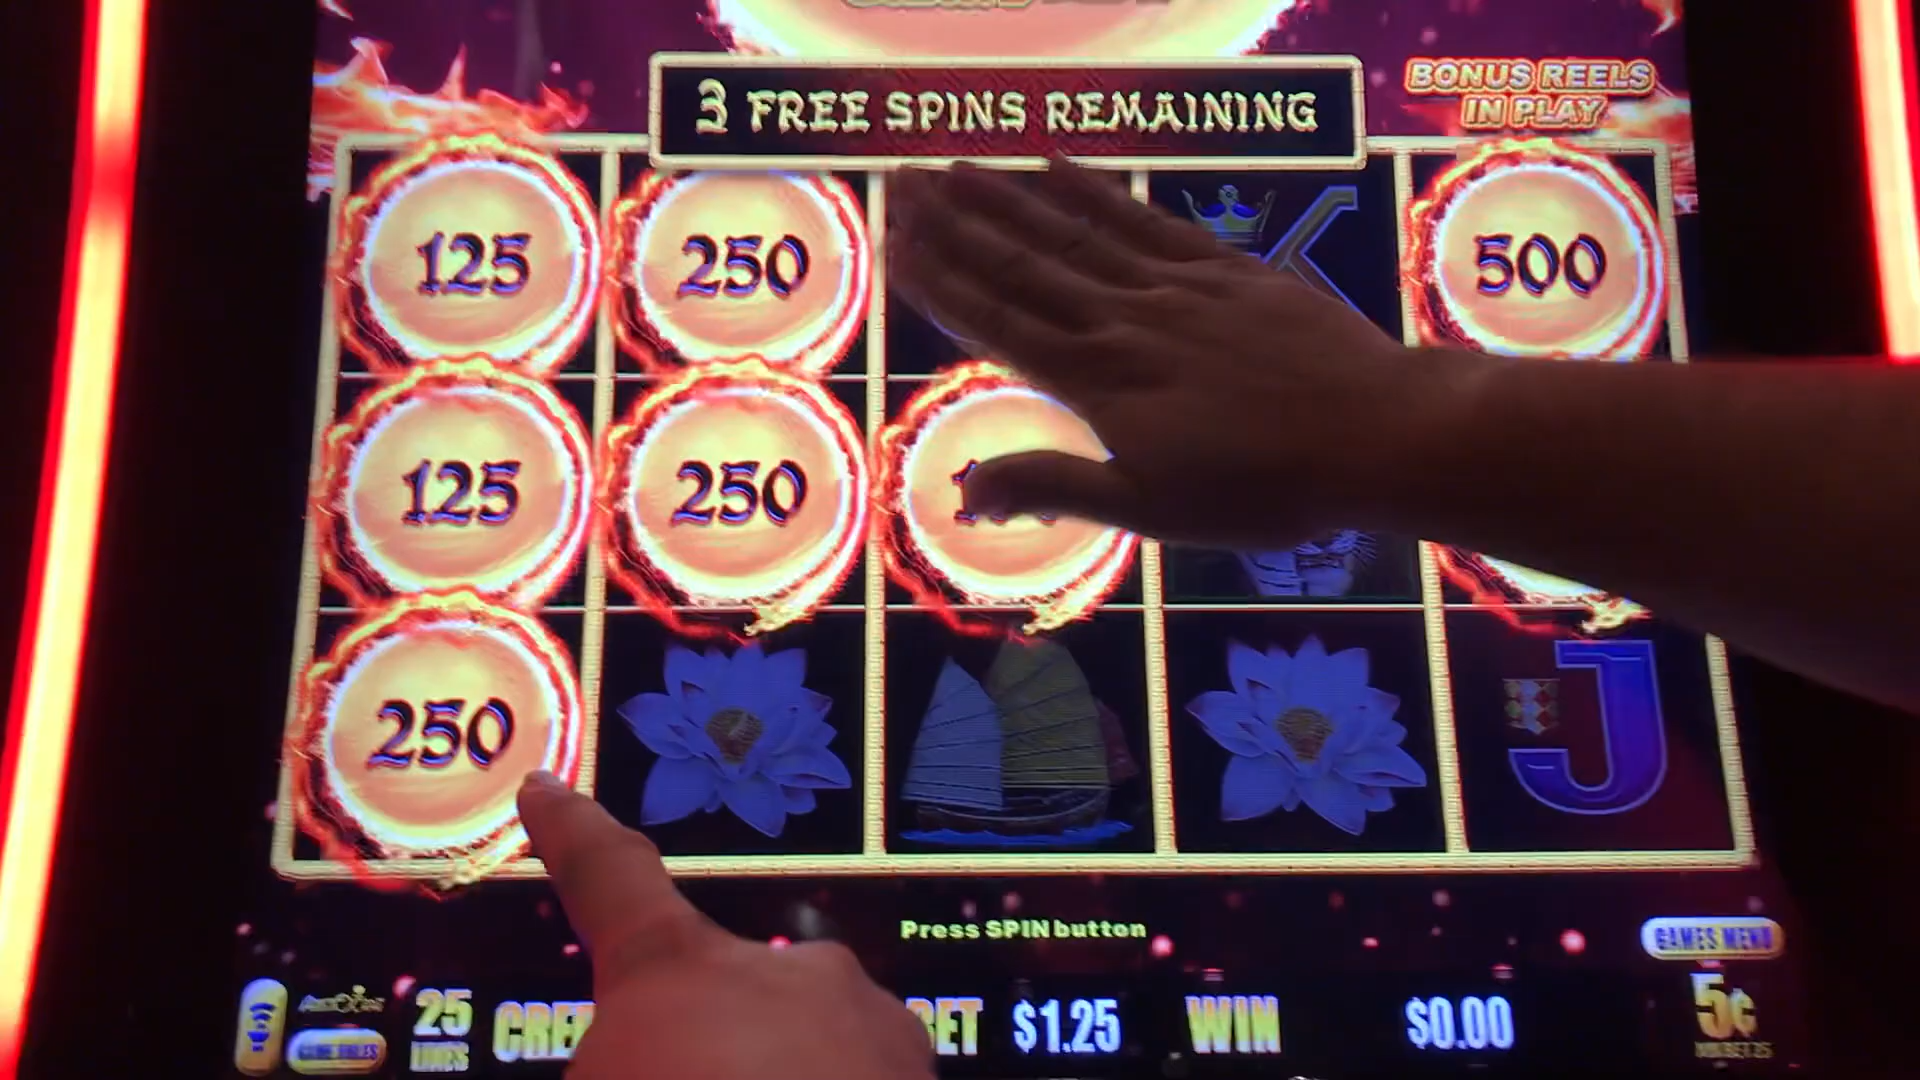 3 FREE SPINS REMAINING
BONUS REELS
IN PLAY
125
250
K
500
125
250
250
J
Press SPIN button
GAMES MENU
25
LINES
BET
$1.25
WIN
$0.00
5¢